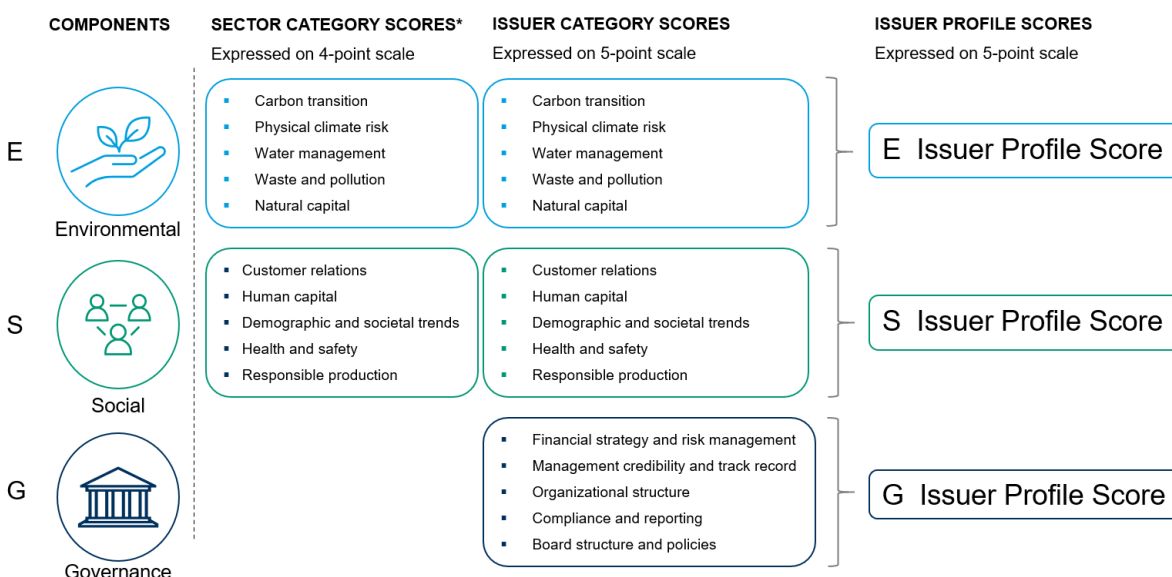 COMPONENTS
SECTOR CATEGORY SCORES*
Expressed on 4-point scale
ISSUER CATEGORY SCORES
Expressed on 5-point scale
ISSUER PROFILE SCORES
Expressed on 5-point scale
E
Environmental
▪ Carbon transition
▪ Physical climate risk
▪ Water management
▪ Waste and pollution
▪ Natural capital
▪ Carbon transition
▪ Physical climate risk
▪ Water management
▪ Waste and pollution
▪ Natural capital
E Issuer Profile Score
S
Social
▪ Customer relations
▪ Human capital
▪ Demographic and societal trends
▪ Health and safety
▪ Responsible production
▪ Customer relations
▪ Human capital
▪ Demographic and societal trends
▪ Health and safety
▪ Responsible production
S Issuer Profile Score
G
Governance
▪ Financial strategy and risk management
▪ Management credibility and track record
▪ Organizational structure
▪ Compliance and reporting
▪ Board structure and policies
G Issuer Profile Score